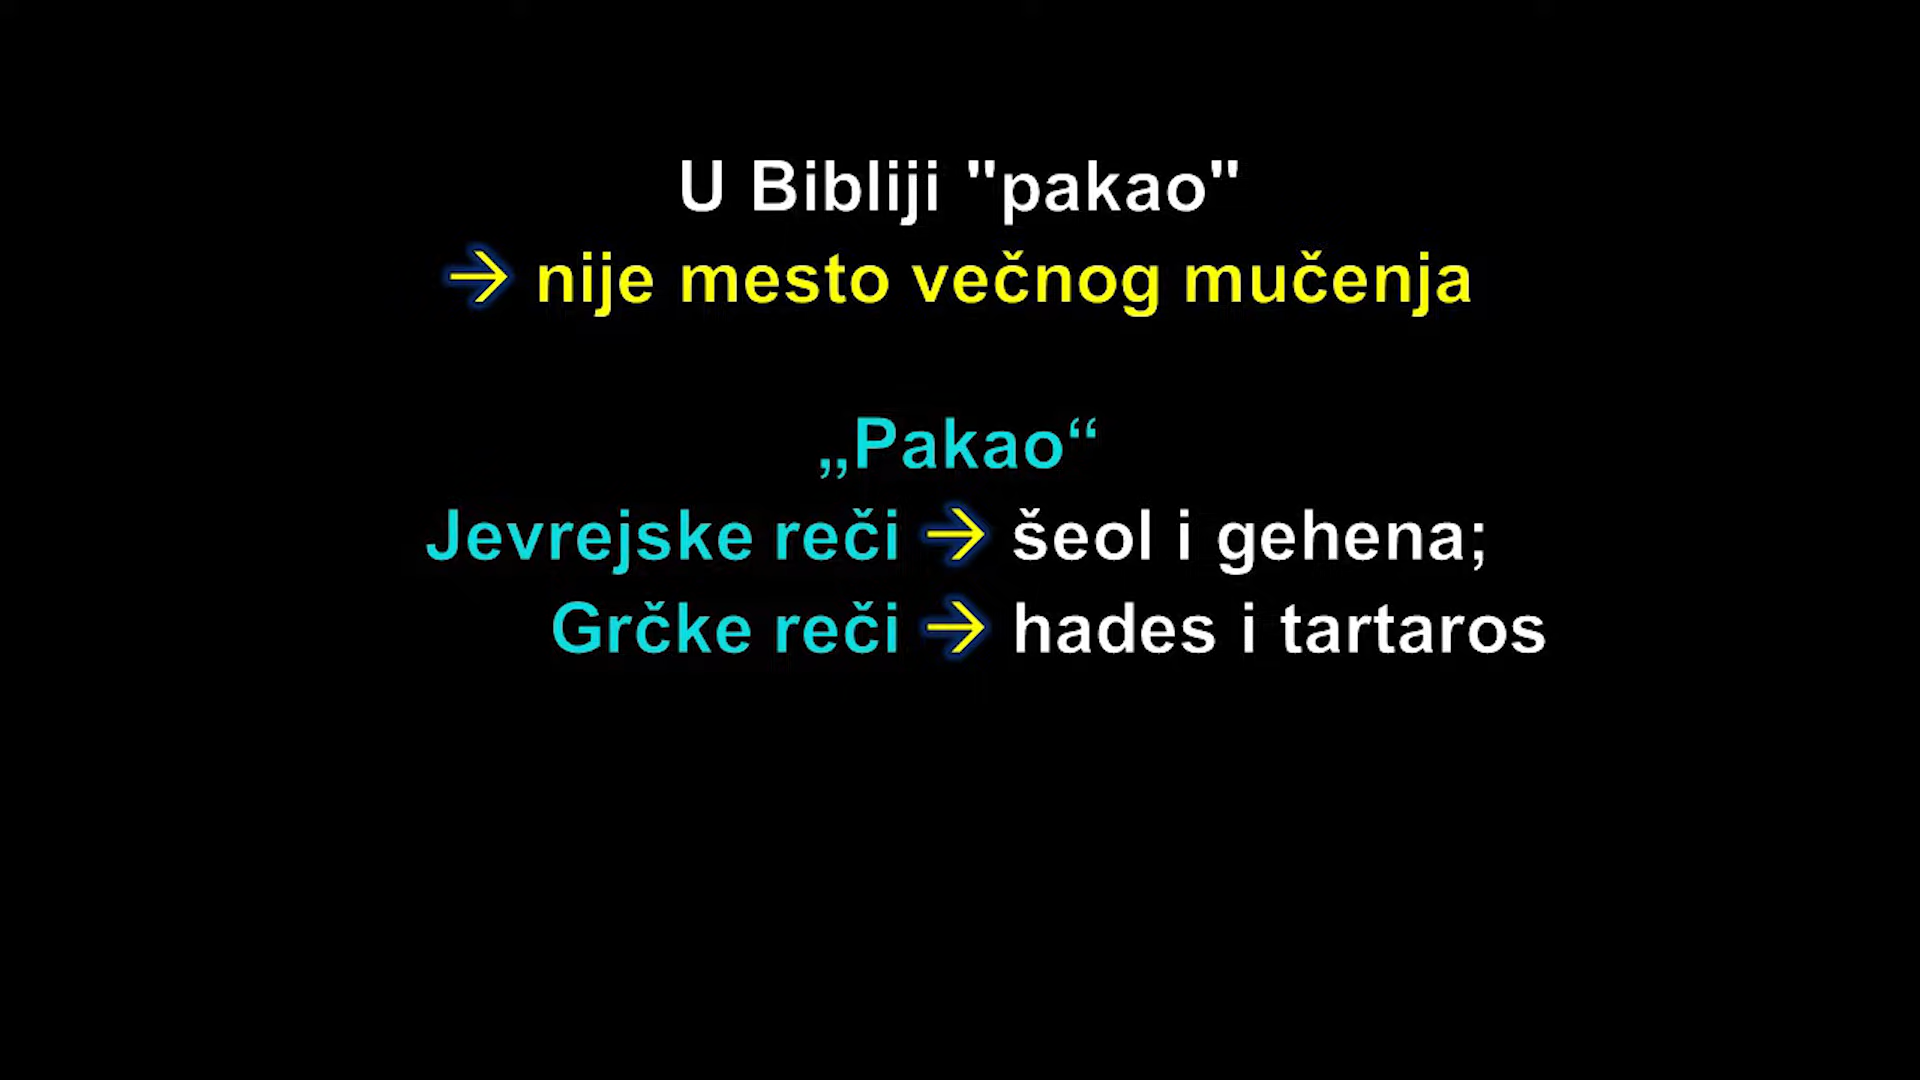 U Bibliji "pakao"
→ nije mesto večnog mučenja
„Pakao“
Jevrejske reči → šeol i gehena;
Grčke reči → hades i tartaros